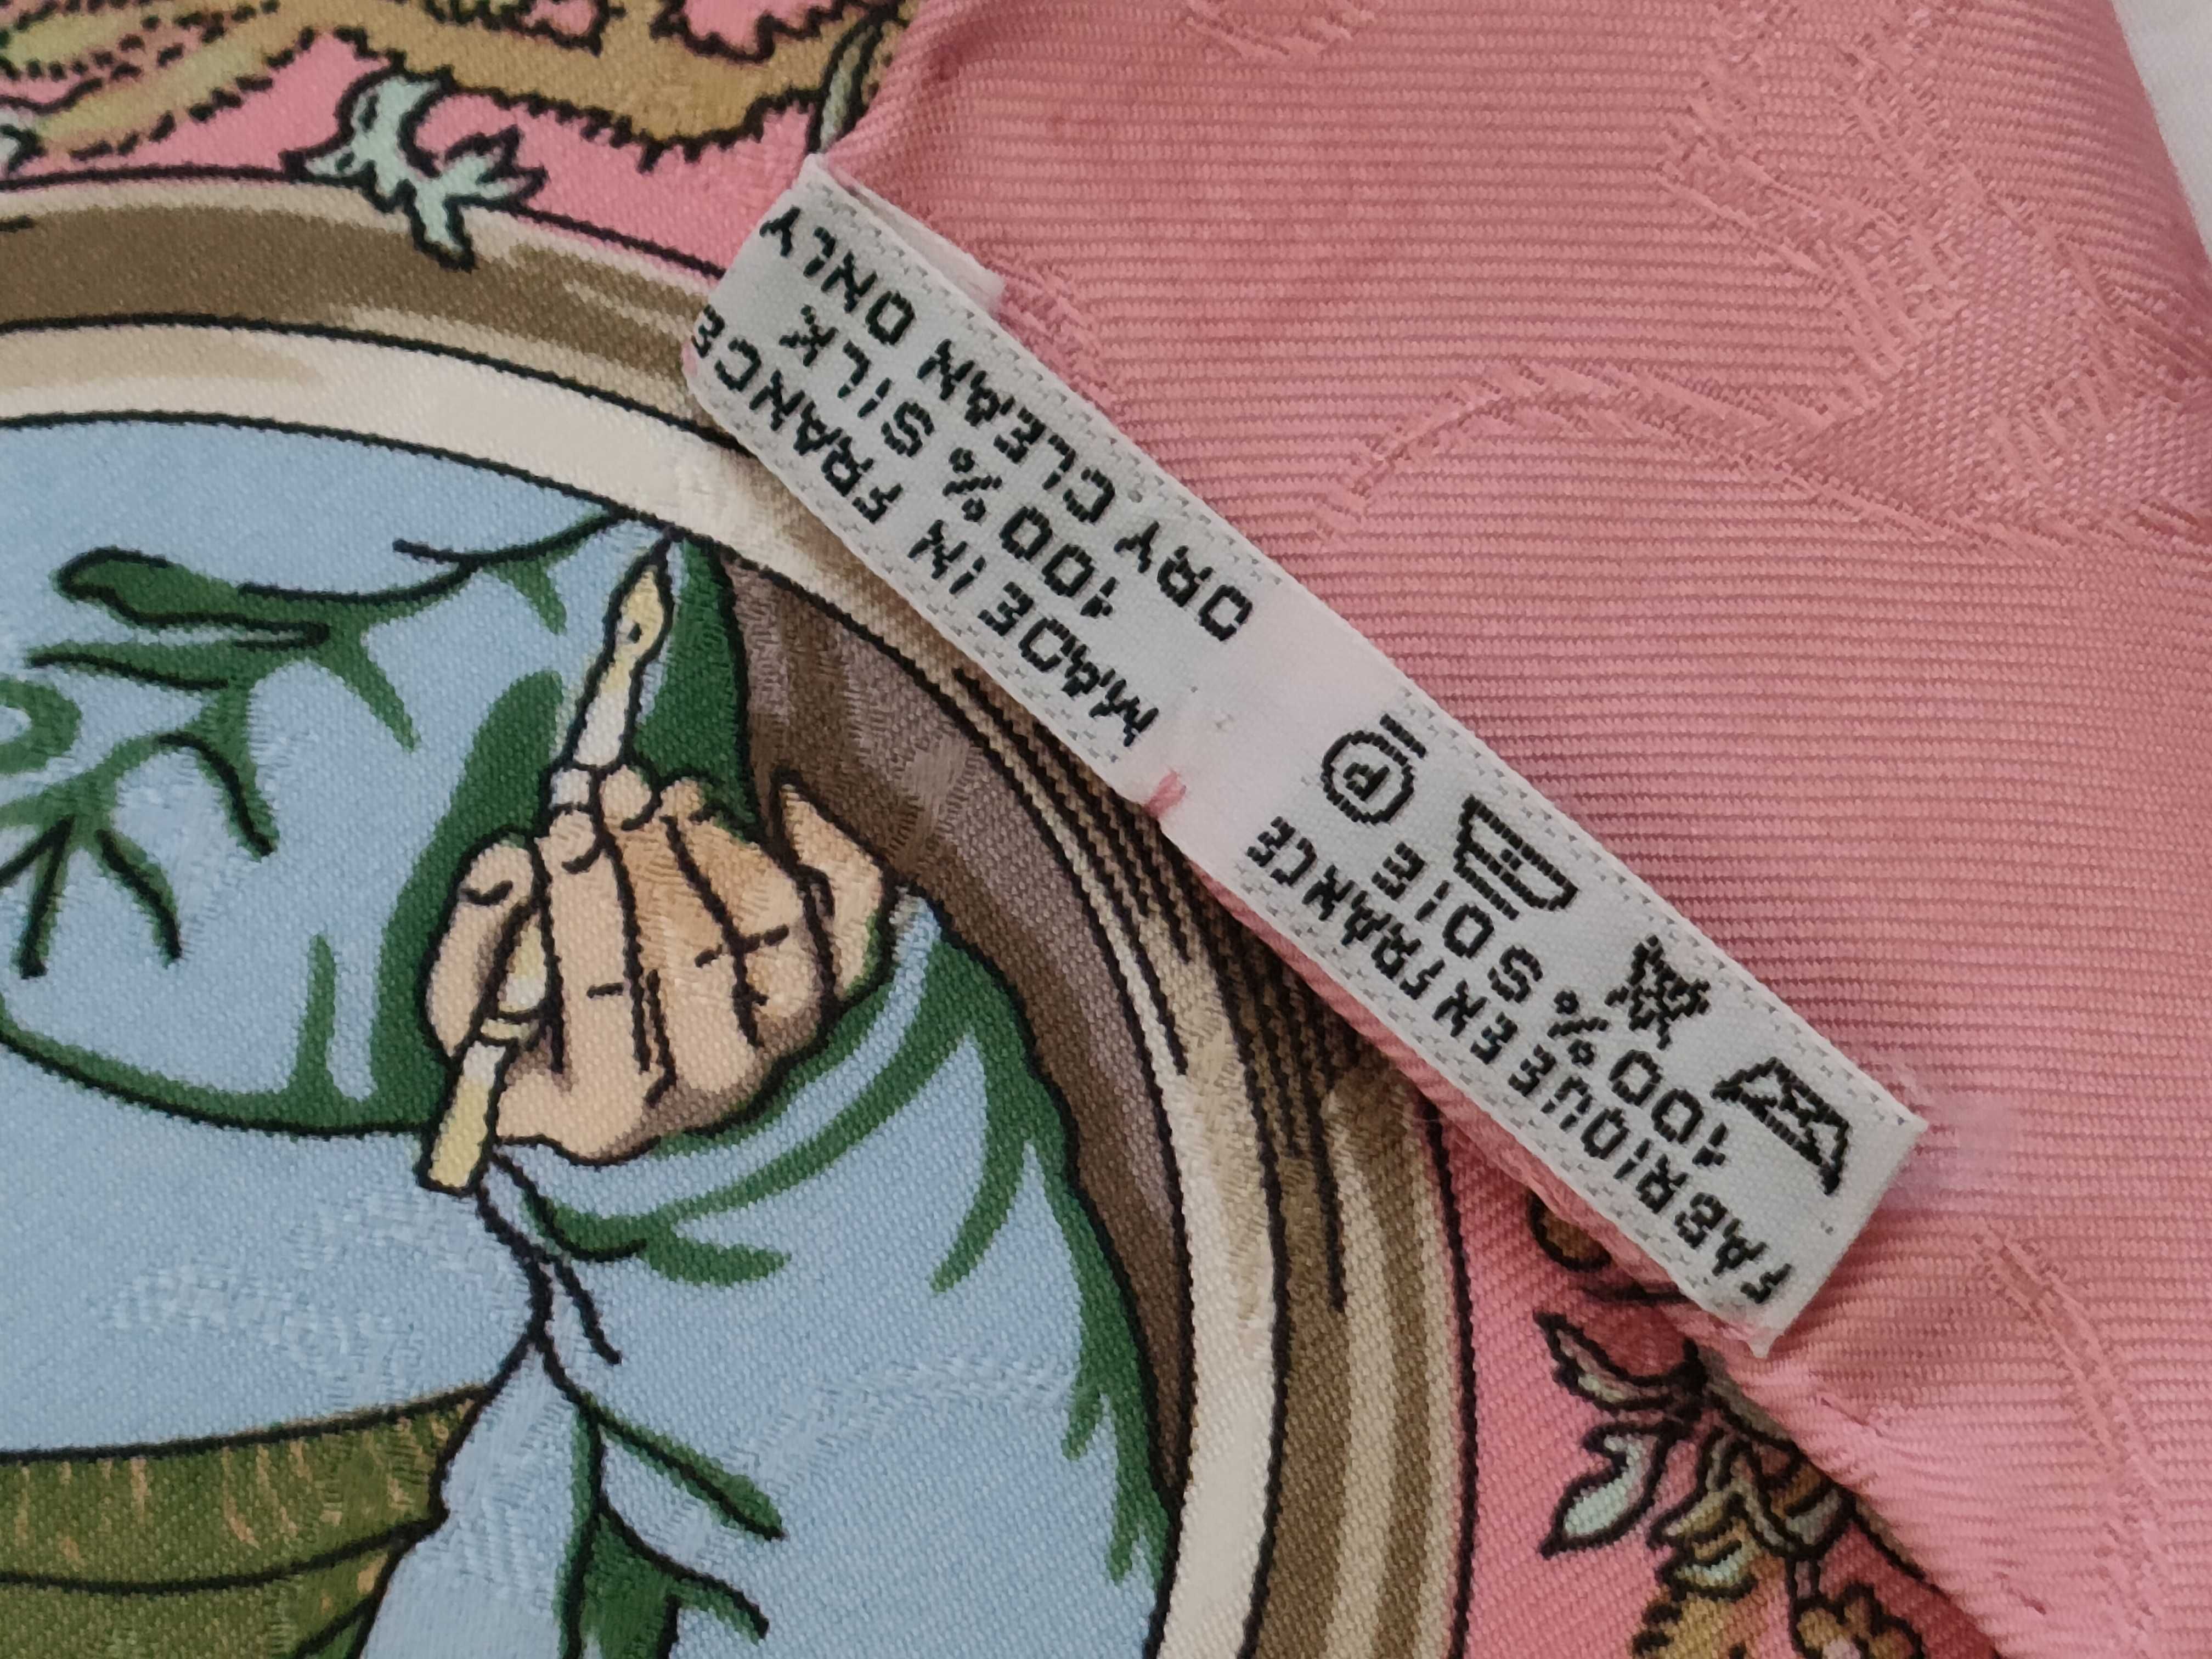 FABRIQUE EN FRANCE
100% SOIE
P
MADE IN FRANCE
100% SILK
DRY CLEAN ONLY